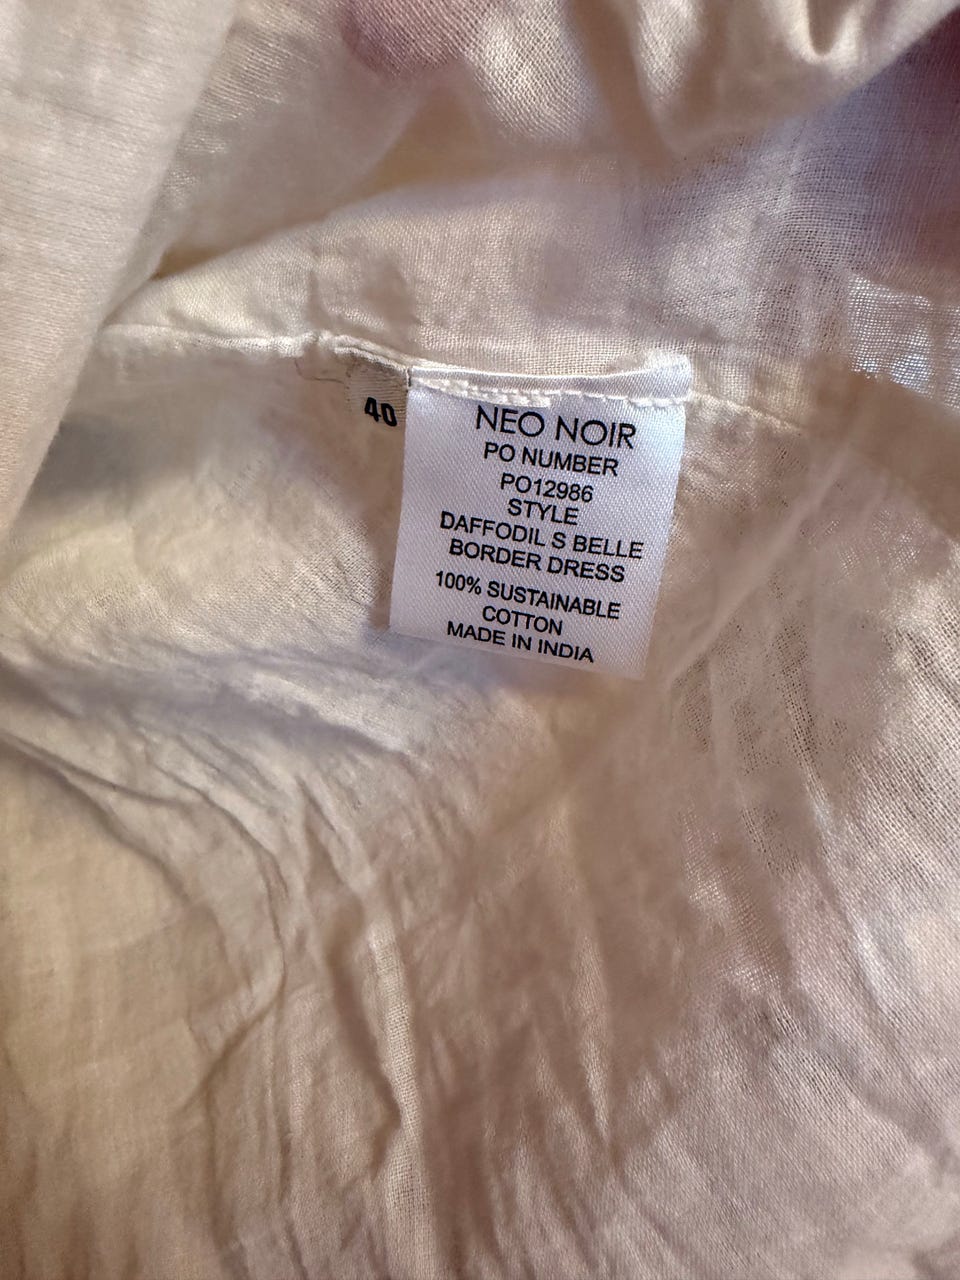 40
NEO NOIR
PO NUMBER
PO12986
STYLE
DAFFODIL S BELLE
BORDER DRESS
100% SUSTAINABLE
COTTON
MADE IN INDIA